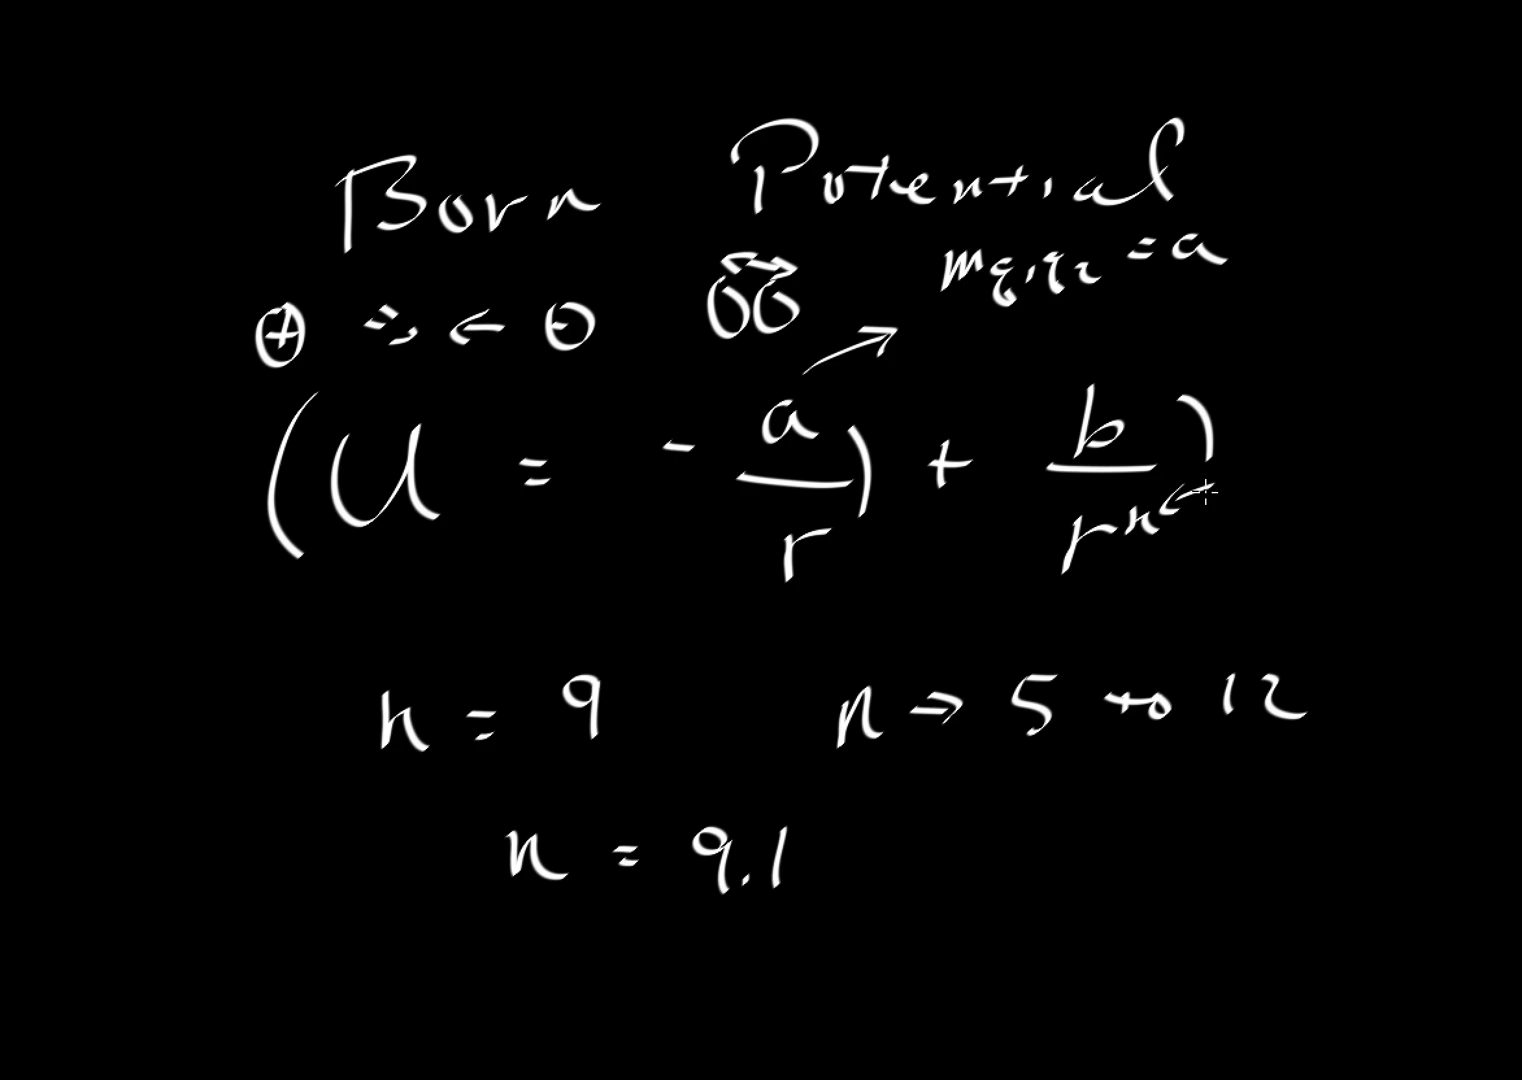 Born Potential
m q₁q₂ = a
⊕ ⇒ ← ⊖
(U = - a/r) + b/rⁿ)
n = 9 n ⇒ 5 to 12
n = 9.1